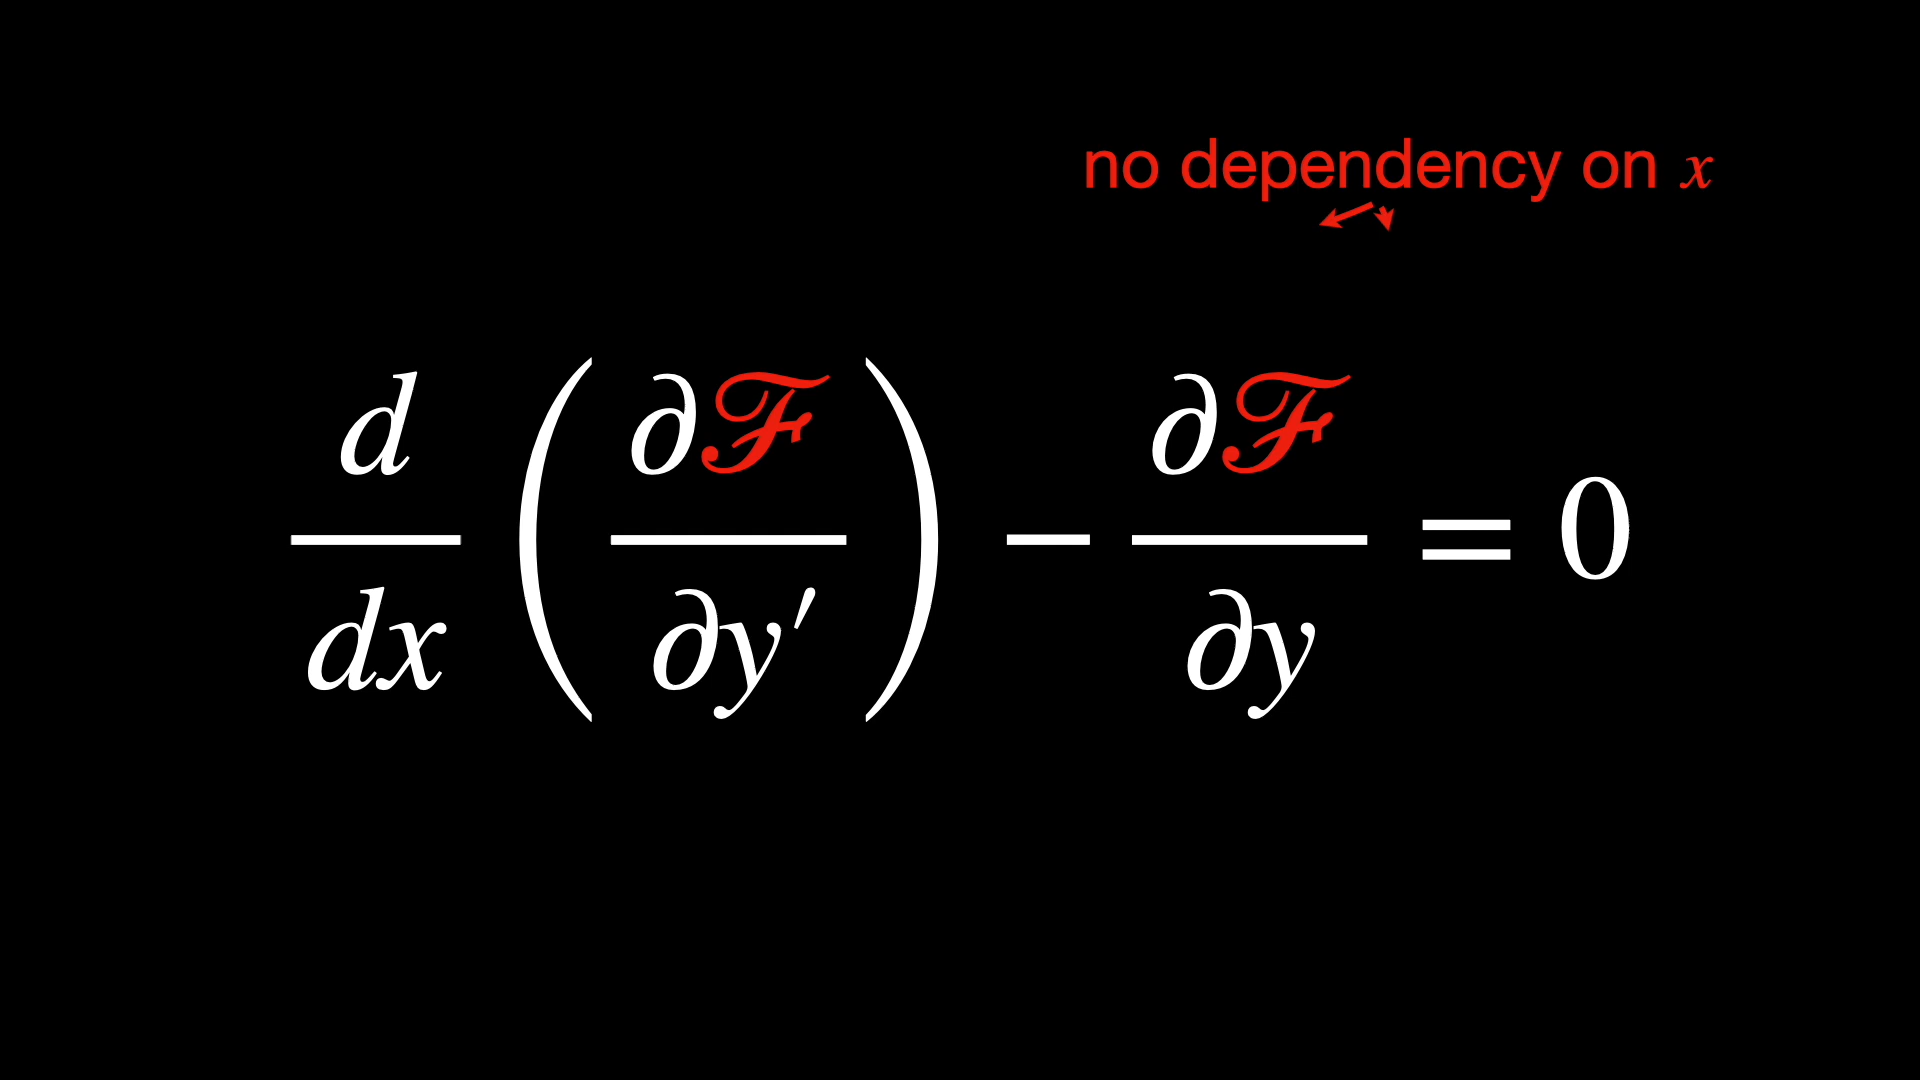 no dependency on x
d/dx (∂ℱ/∂y′) − ∂ℱ/∂y = 0